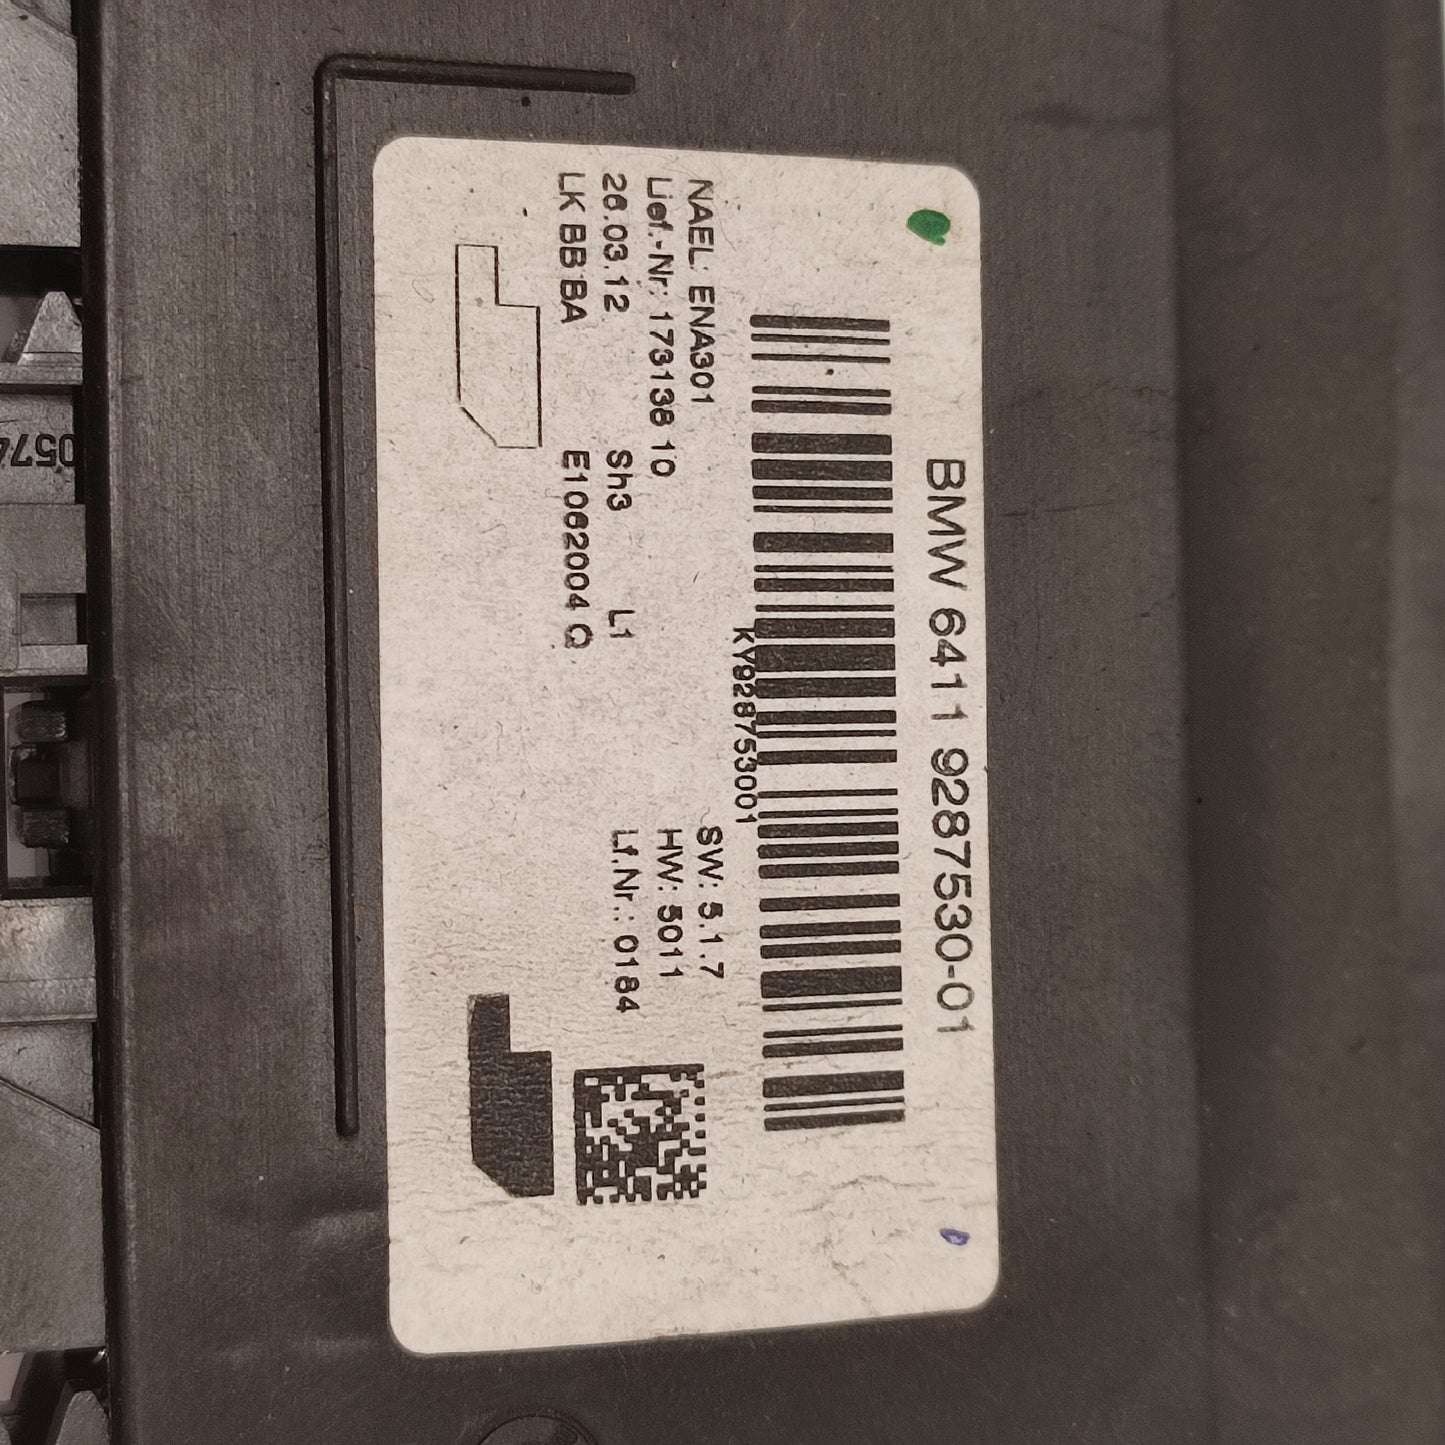 BMW 6411 9287530-01
KY928753001
NAEL: ENA301
SW: 5.1.7
Lief.-Nr: 173138 10
HW: 5011
26.03.12
Sh3
L1
Lf.Nr.: 0184
LK BB BA
E1062004 Q